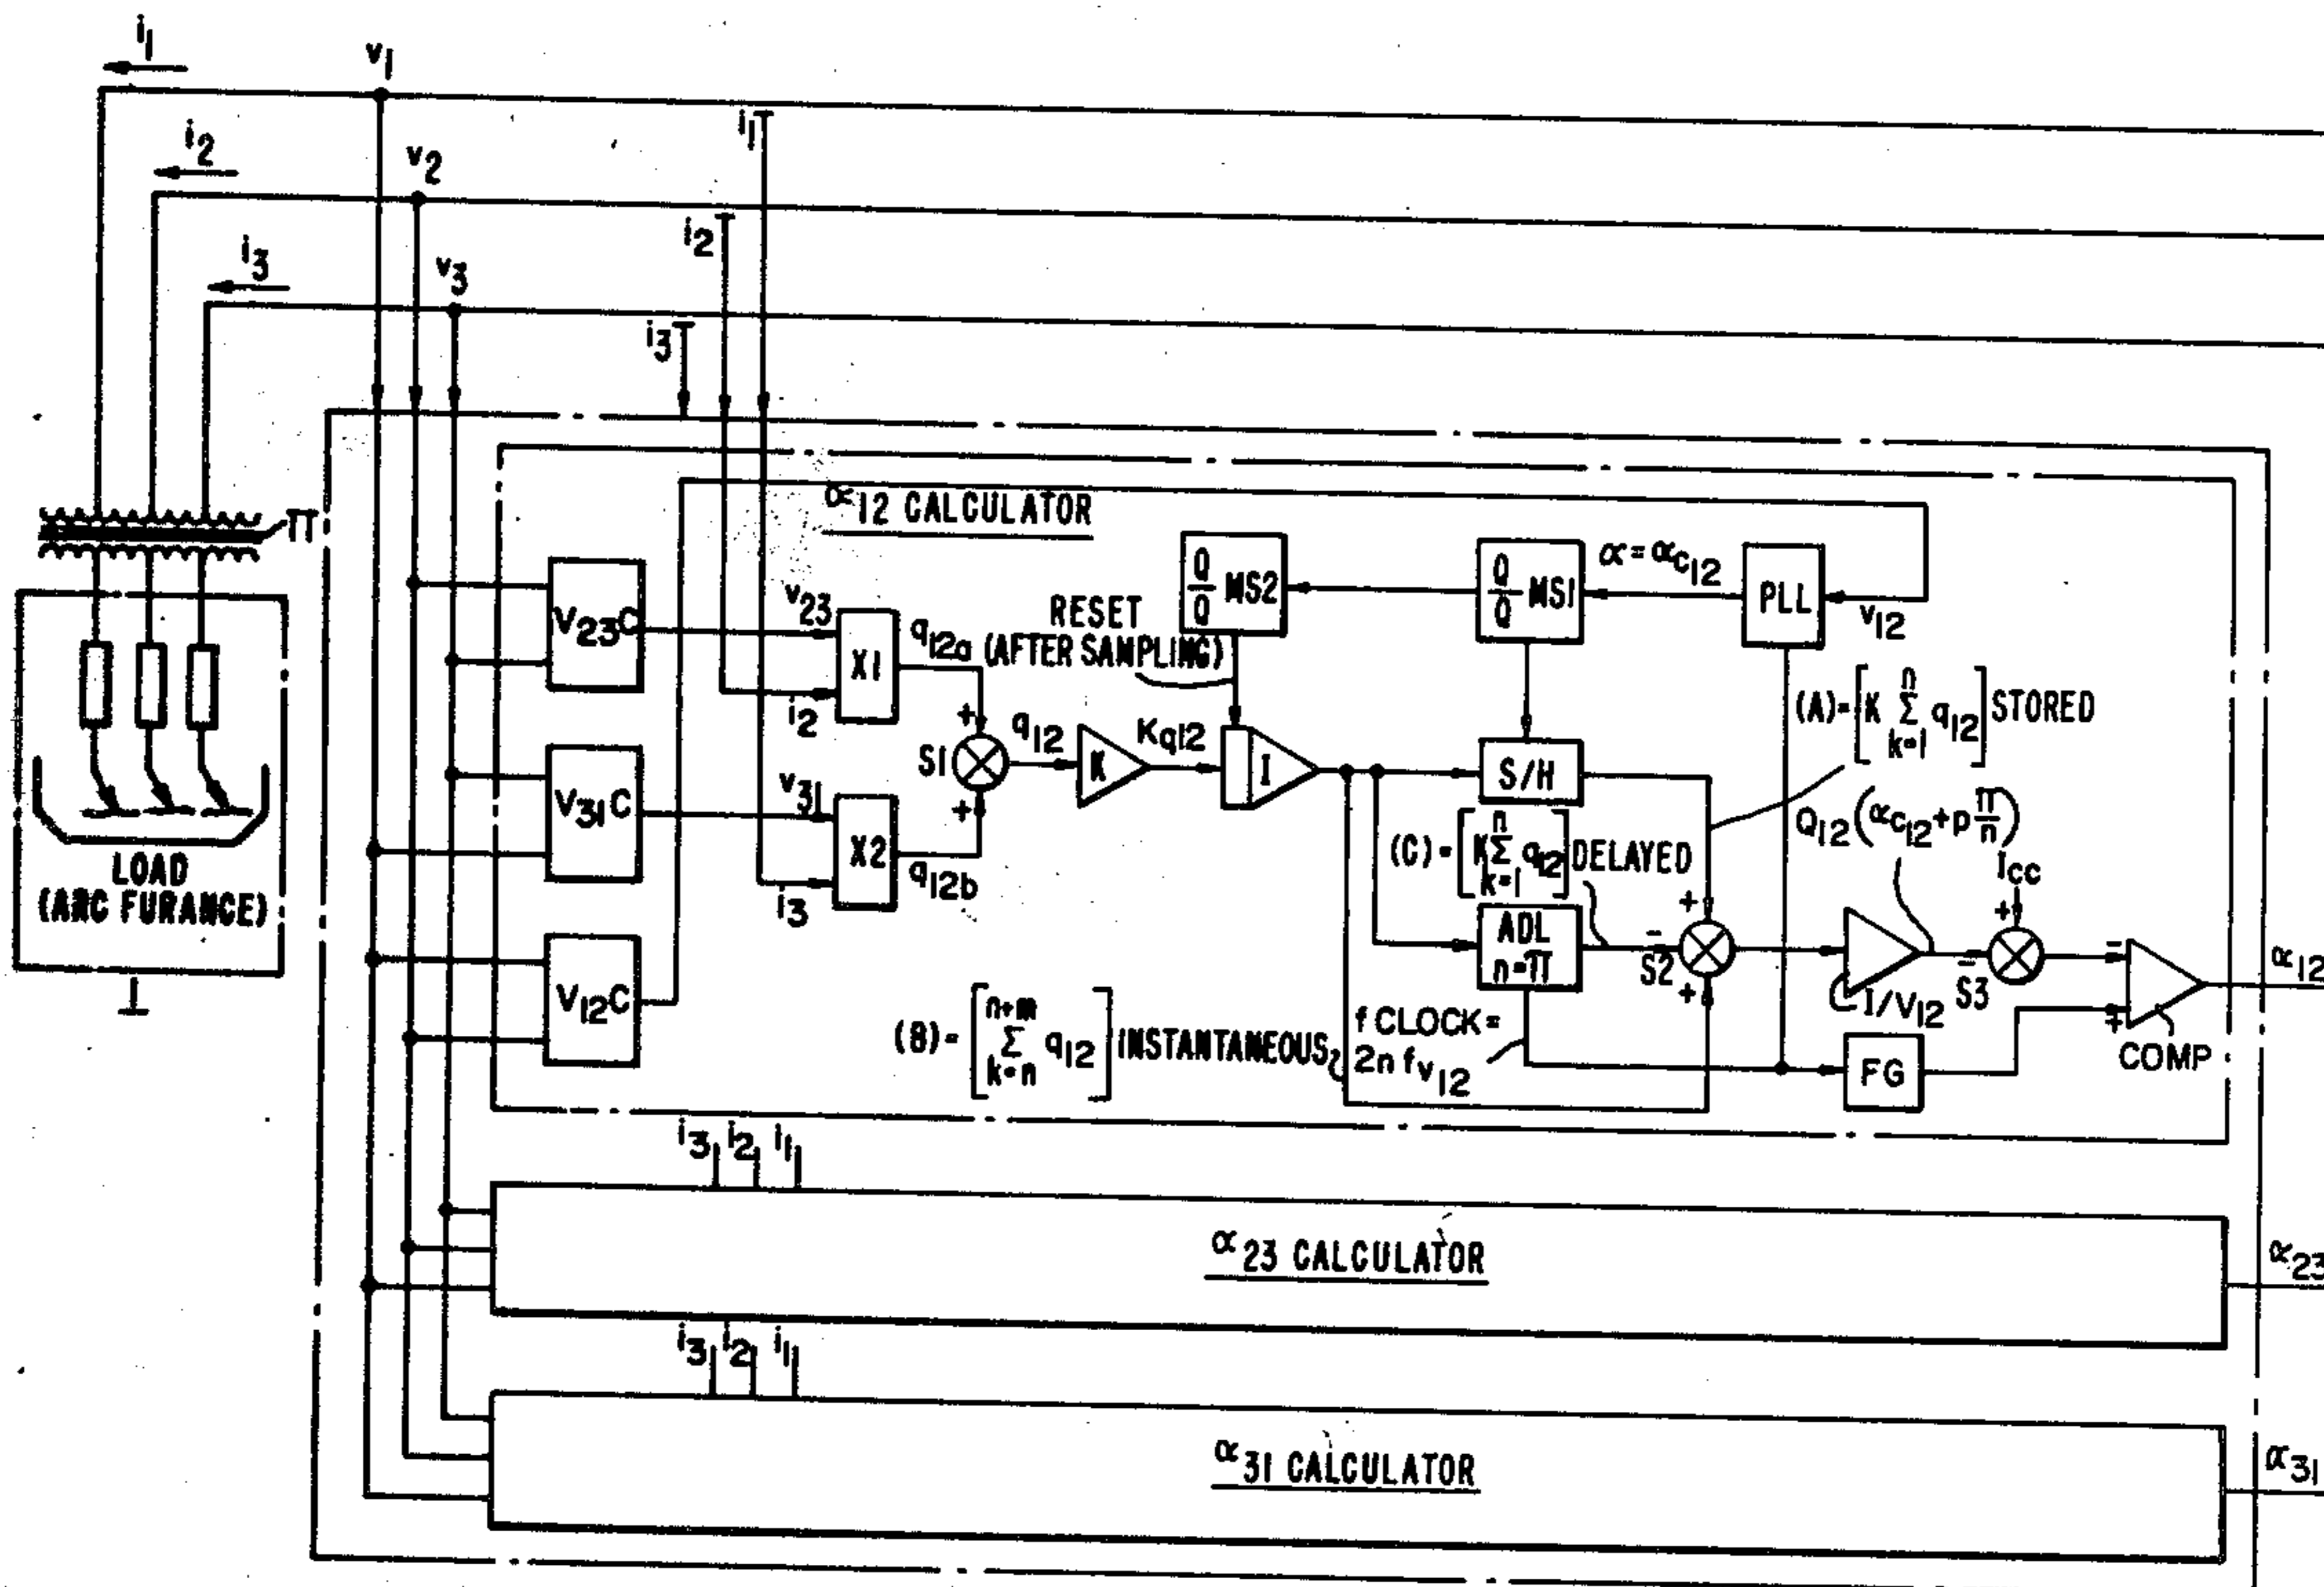 i1
v1
i2
v2
i3
v3
i1
i2
i3
TT
α12 CALCULATOR
V23C
v23
X1
q12a
i2
RESET
(AFTER SAMPLING)
Q/Q MS2
Q/Q MS1
α=αC12
PLL
v12
V31C
v31
X2
q12b
i3
+
S1
+
q12
K
Kq12
I
S/H
(A)=[K Σ(k=1, n) q12] STORED
(C)=[K Σ(k=1, n) q12] DELAYED
Q12(αC12+p π/n)
ICC
+
+
-
S2
+
ADL
n=π
V12C
(B)=[Σ(k=n, n+m) q12] INSTANTANEOUS
f CLOCK=
2n fv12
I/V12
-
S3
-
+
COMP
FG
α12
LOAD
(ARC FURANCE)
i3 i2 i1
α23 CALCULATOR
α23
i3 i2 i1
α31 CALCULATOR
α31